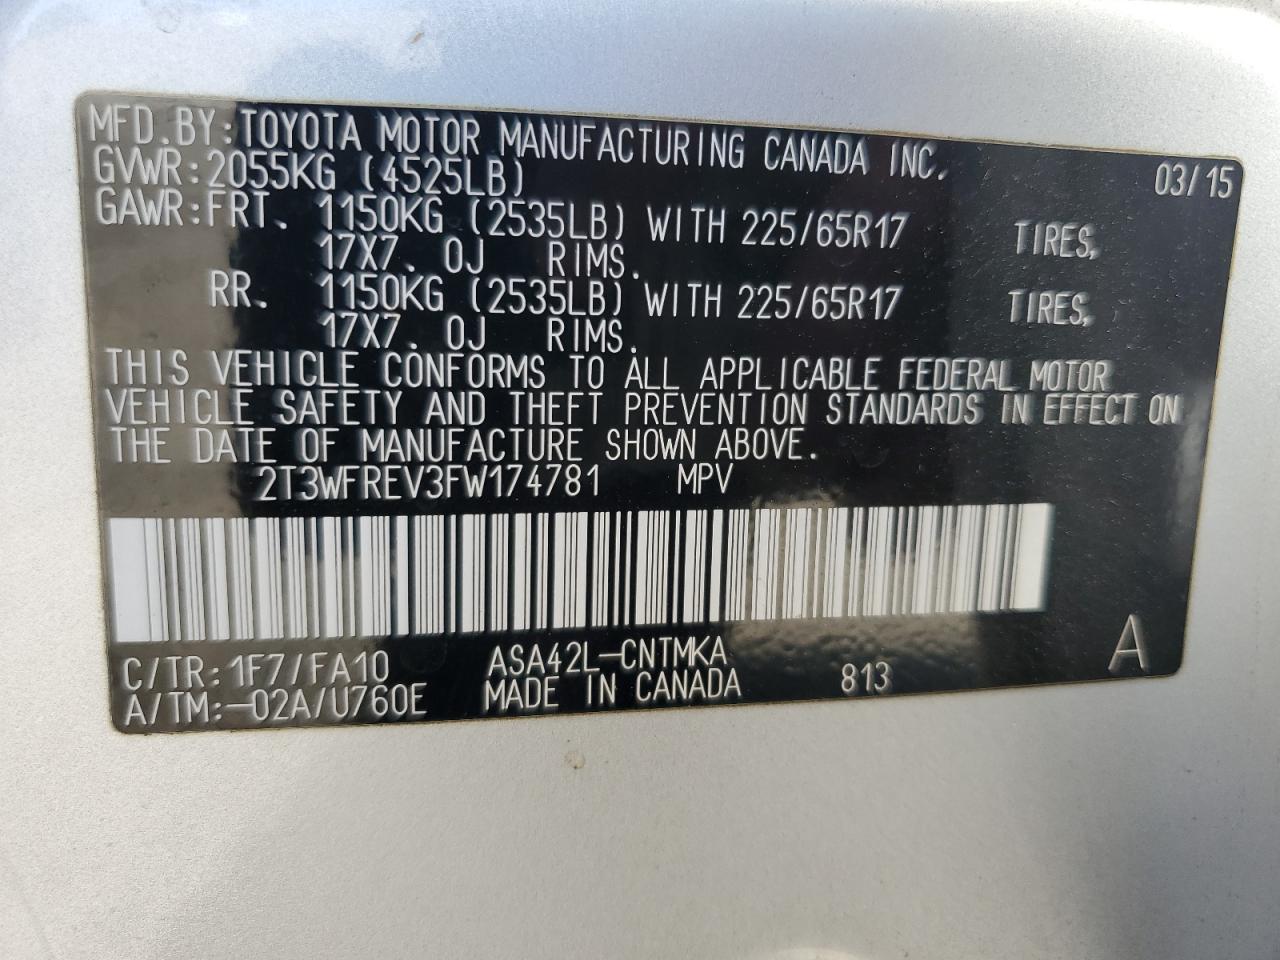 MFD.BY:TOYOTA MOTOR MANUFACTURING CANADA INC. 03/15
GVWR:2055KG (4525LB)
GAWR:FRT. 1150KG (2535LB) WITH 225/65R17 TIRES,
17X7.0J RIMS.
RR. 1150KG (2535LB) WITH 225/65R17 TIRES,
17X7.0J RIMS.
THIS VEHICLE CONFORMS TO ALL APPLICABLE FEDERAL MOTOR
VEHICLE SAFETY AND THEFT PREVENTION STANDARDS IN EFFECT ON
THE DATE OF MANUFACTURE SHOWN ABOVE.
2T3WFREV3FW174781 MPV
C/TR:1F7/FA10 ASA42L-CNTMKA A
A/TM:-02A/U760E MADE IN CANADA 813